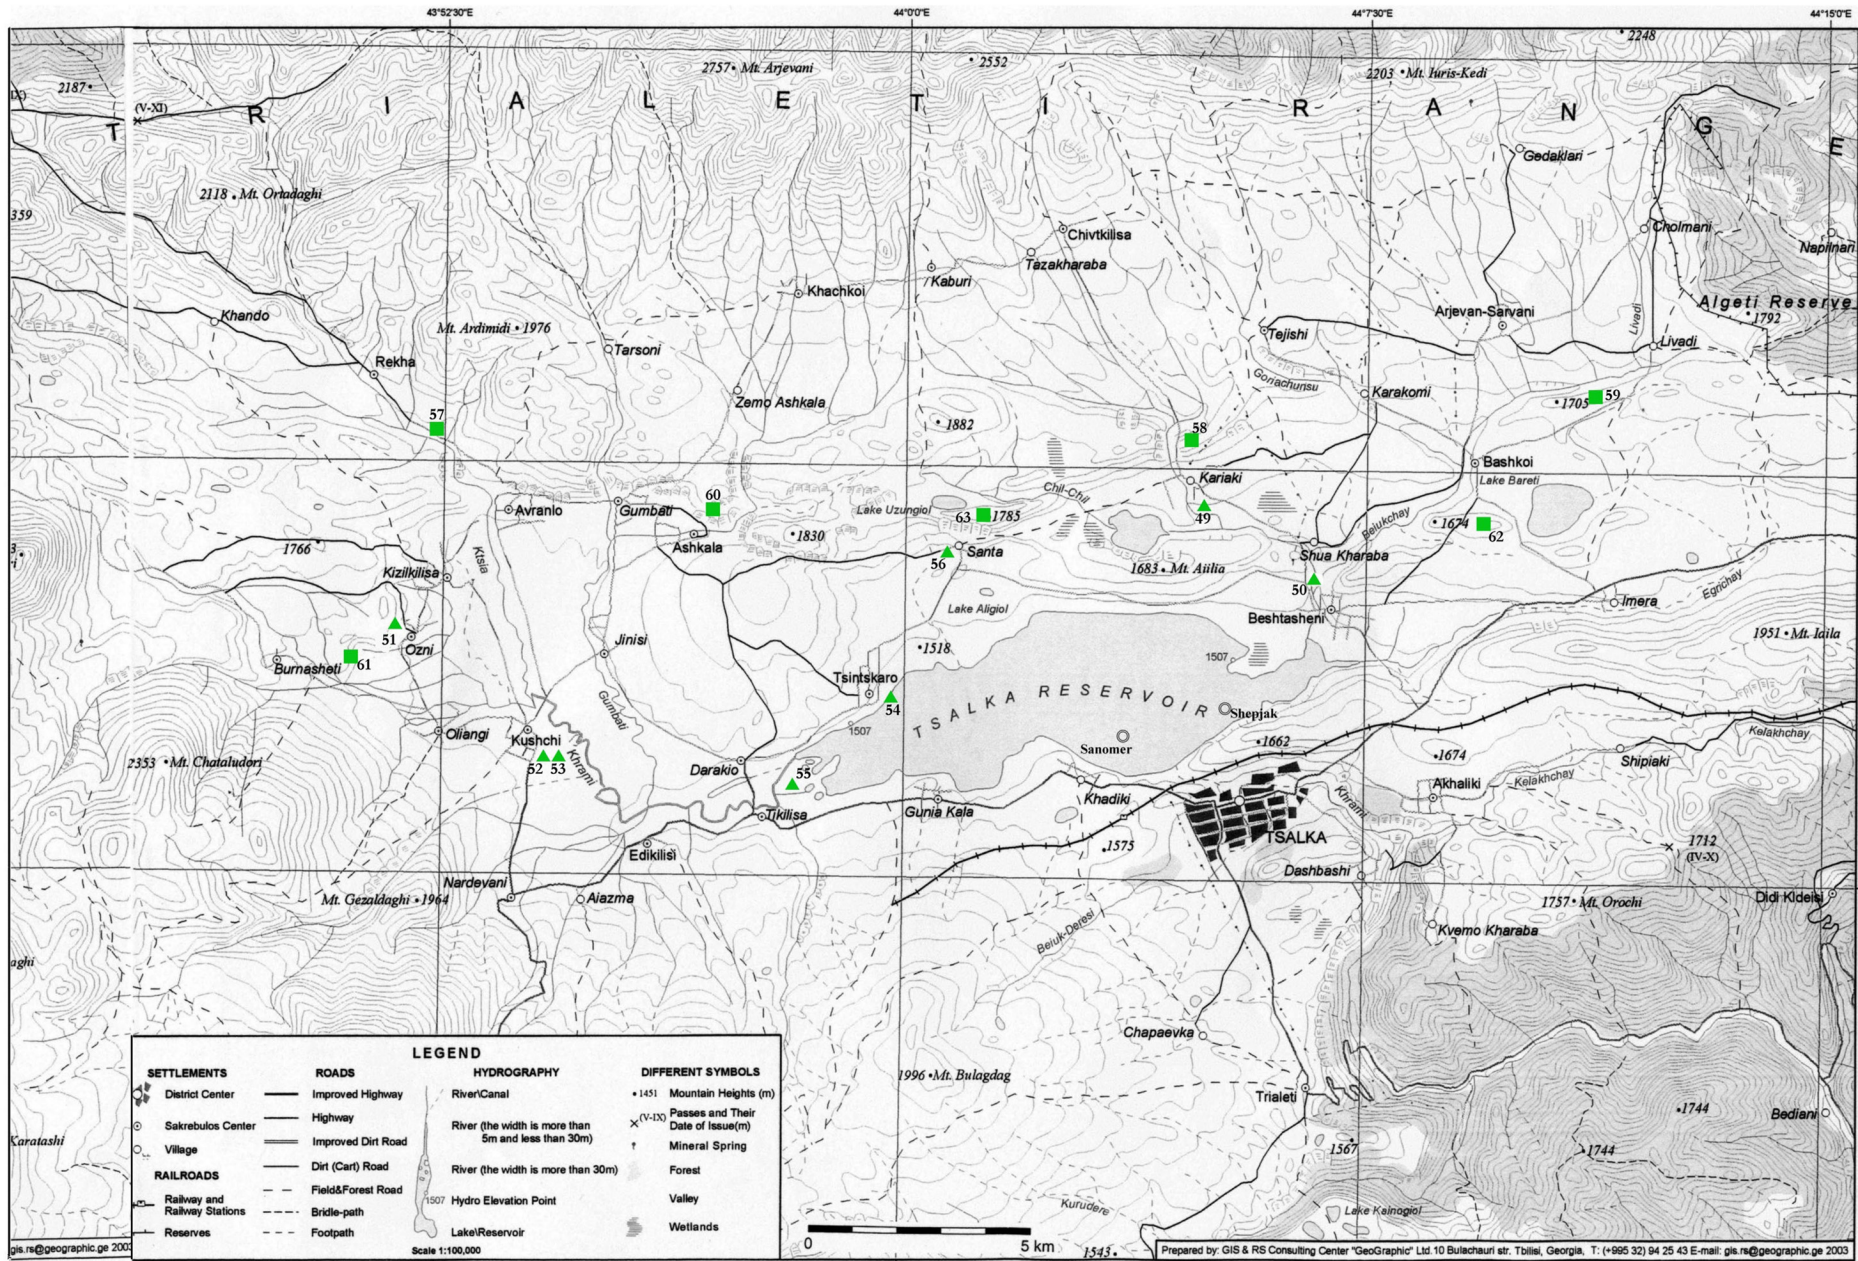 43°52'30"E
44°0'0"E
44°7'30"E
44°15'0"E
2248
2187
2757 Mt. Arjevani
2552
2203 Mt. Iuris-Kedi
IX)
(V-XI)
T R I A L E T I R A N G E
Gedaklari
2118 Mt. Ortadaghi
359
Chivtkilisa
Cholmani
Napilnari
Tazakharaba
Kaburi
Khachkoi
Algeti Reserve
1792
Khando
Mt. Ardimidi 1976
Arjevan-Sarvani
Livadi
Tejishi
Livadi
Tarsoni
Rekha
Goriachunsu
Karakomi
Zemo Ashkala
1705
59
57
1882
58
Bashkoi
Kariaki
Lake Bareti
Chil-Chil
60
Avranlo
Gumbati
Lake Uzungiol
63
1785
49
Beiukchay
1674
62
Ashkala
1830
1766
Santa
56
Shua Kharaba
Ktsia
Kizilkilisa
1683 Mt. Aiilia
50
Egrichay
Imera
Lake Aligiol
Beshtasheni
51
Ozni
Jinisi
1518
1507
1951 Mt. Iaila
Burnasheti
61
Tsintskaro
54
TSALKA RESERVOIR
Gumbati
Shepjak
1507
Oliangi
Kushchi
Sanomer
1662
Kelakhchay
52
53
Khrami
2353 Mt. Chataludori
Darakio
55
1674
Shipiaki
Kelakhchay
Akhaliki
Khadiki
Khrami
Tikilisa
Gunia Kala
TSALKA
1575
1712
(IV-X)
Edikilisi
Dashbashi
Nardevani
Mt. Gezaldaghi 1964
Aiazma
1757 Mt. Orochi
Didi Kldeisi
Kvemo Kharaba
Beiuk-Deresi
aghi
Chapaevka
1996 Mt. Bulagdag
Trialeti
1744
Bediani
Karatashi
1567
1744
Kurudere
Lake Kainogiol
1543
LEGEND
SETTLEMENTS
District Center
Sakrebulos Center
Village
RAILROADS
Railway and
Railway Stations
Reserves
ROADS
Improved Highway
Highway
Improved Dirt Road
Dirt (Cart) Road
Field&Forest Road
Bridle-path
Footpath
HYDROGRAPHY
River\Canal
River (the width is more than
5m and less than 30m)
River (the width is more than 30m)
1507 Hydro Elevation Point
Lake\Reservoir
DIFFERENT SYMBOLS
1451 Mountain Heights (m)
(V-IX) Passes and Their
Date of Issue(m)
Mineral Spring
Forest
Valley
Wetlands
Scale 1:100,000
0 5 km
gis.rs@geographic.ge 2003
Prepared by: GIS & RS Consulting Center "GeoGraphic" Ltd.10 Bulachauri str. Tbilisi, Georgia, T: (+995 32) 94 25 43 E-mail: gis.rs@geographic.ge 2003